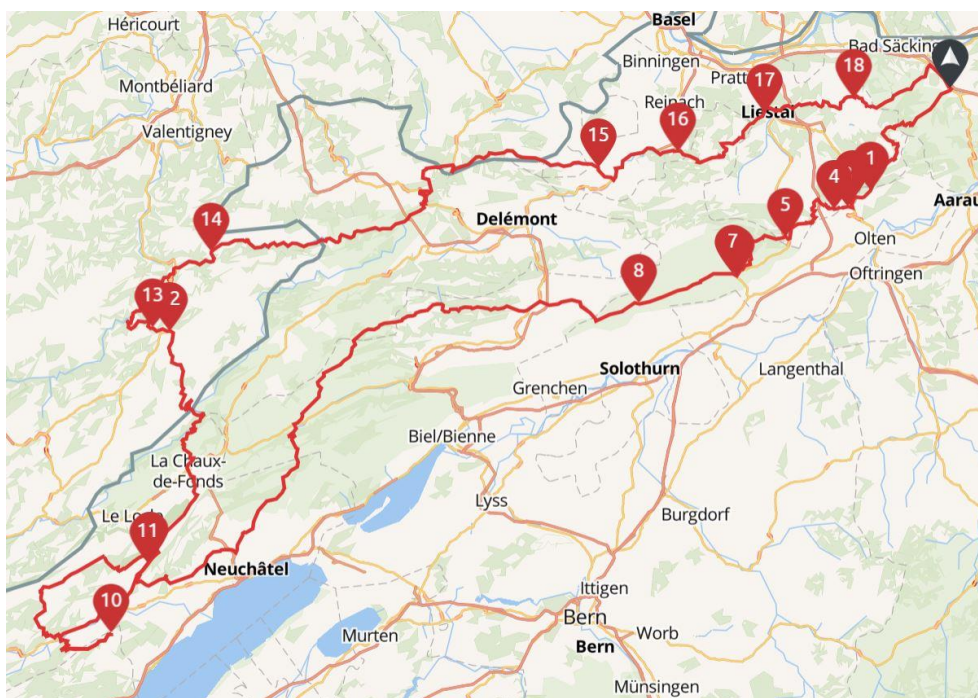 Héricourt
Basel
Bad Säcking
Binningen
18
Montbéliard
Pratt
17
Reinach
Liestal
16
Valentigney
15
1
4
Aarau
14
Delémont
5
Olten
7
Oftringen
8
13
2
Solothurn
Langenthal
Grenchen
Biel/Bienne
La Chaux-
de-Fonds
Lyss
Burgdorf
Le Locle
11
Neuchâtel
Ittigen
10
Bern
Murten
Worb
Bern
Münsingen